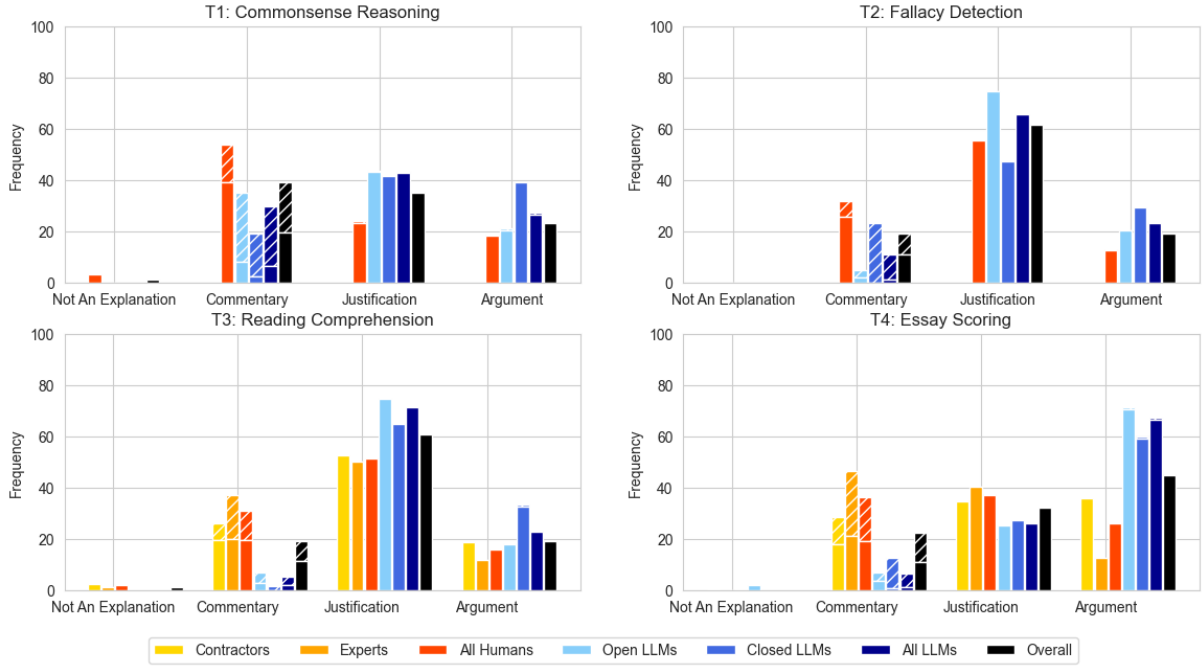 T1: Commonsense Reasoning
100
80
60
40
20
0
Frequency
Not An Explanation Commentary Justification Argument
T2: Fallacy Detection
100
80
60
40
20
0
Frequency
Not An Explanation Commentary Justification Argument
T3: Reading Comprehension
100
80
60
40
20
0
Frequency
Not An Explanation Commentary Justification Argument
T4: Essay Scoring
100
80
60
40
20
0
Frequency
Not An Explanation Commentary Justification Argument
Contractors Experts All Humans Open LLMs Closed LLMs All LLMs Overall